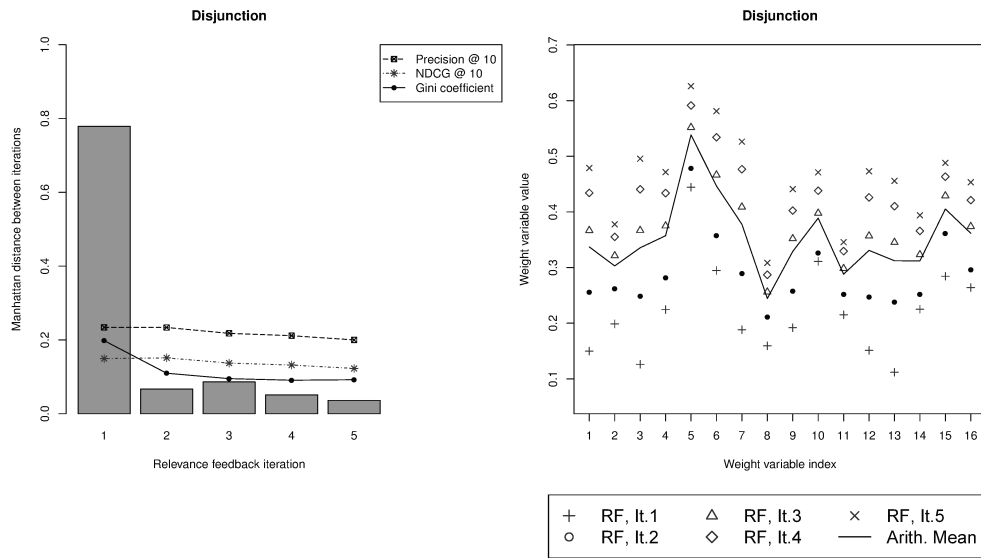 Disjunction
Manhattan distance between iterations
1.0
0.8
0.6
0.4
0.2
0.0
Precision @ 10
NDCG @ 10
Gini coefficient
1 2 3 4 5
Relevance feedback iteration
Disjunction
Weight variable value
0.7
0.6
0.5
0.4
0.3
0.2
0.1
1 2 3 4 5 6 7 8 9 10 11 12 13 14 15 16
Weight variable index
RF, It.1 RF, It.3 RF, It.5
RF, It.2 RF, It.4 Arith. Mean